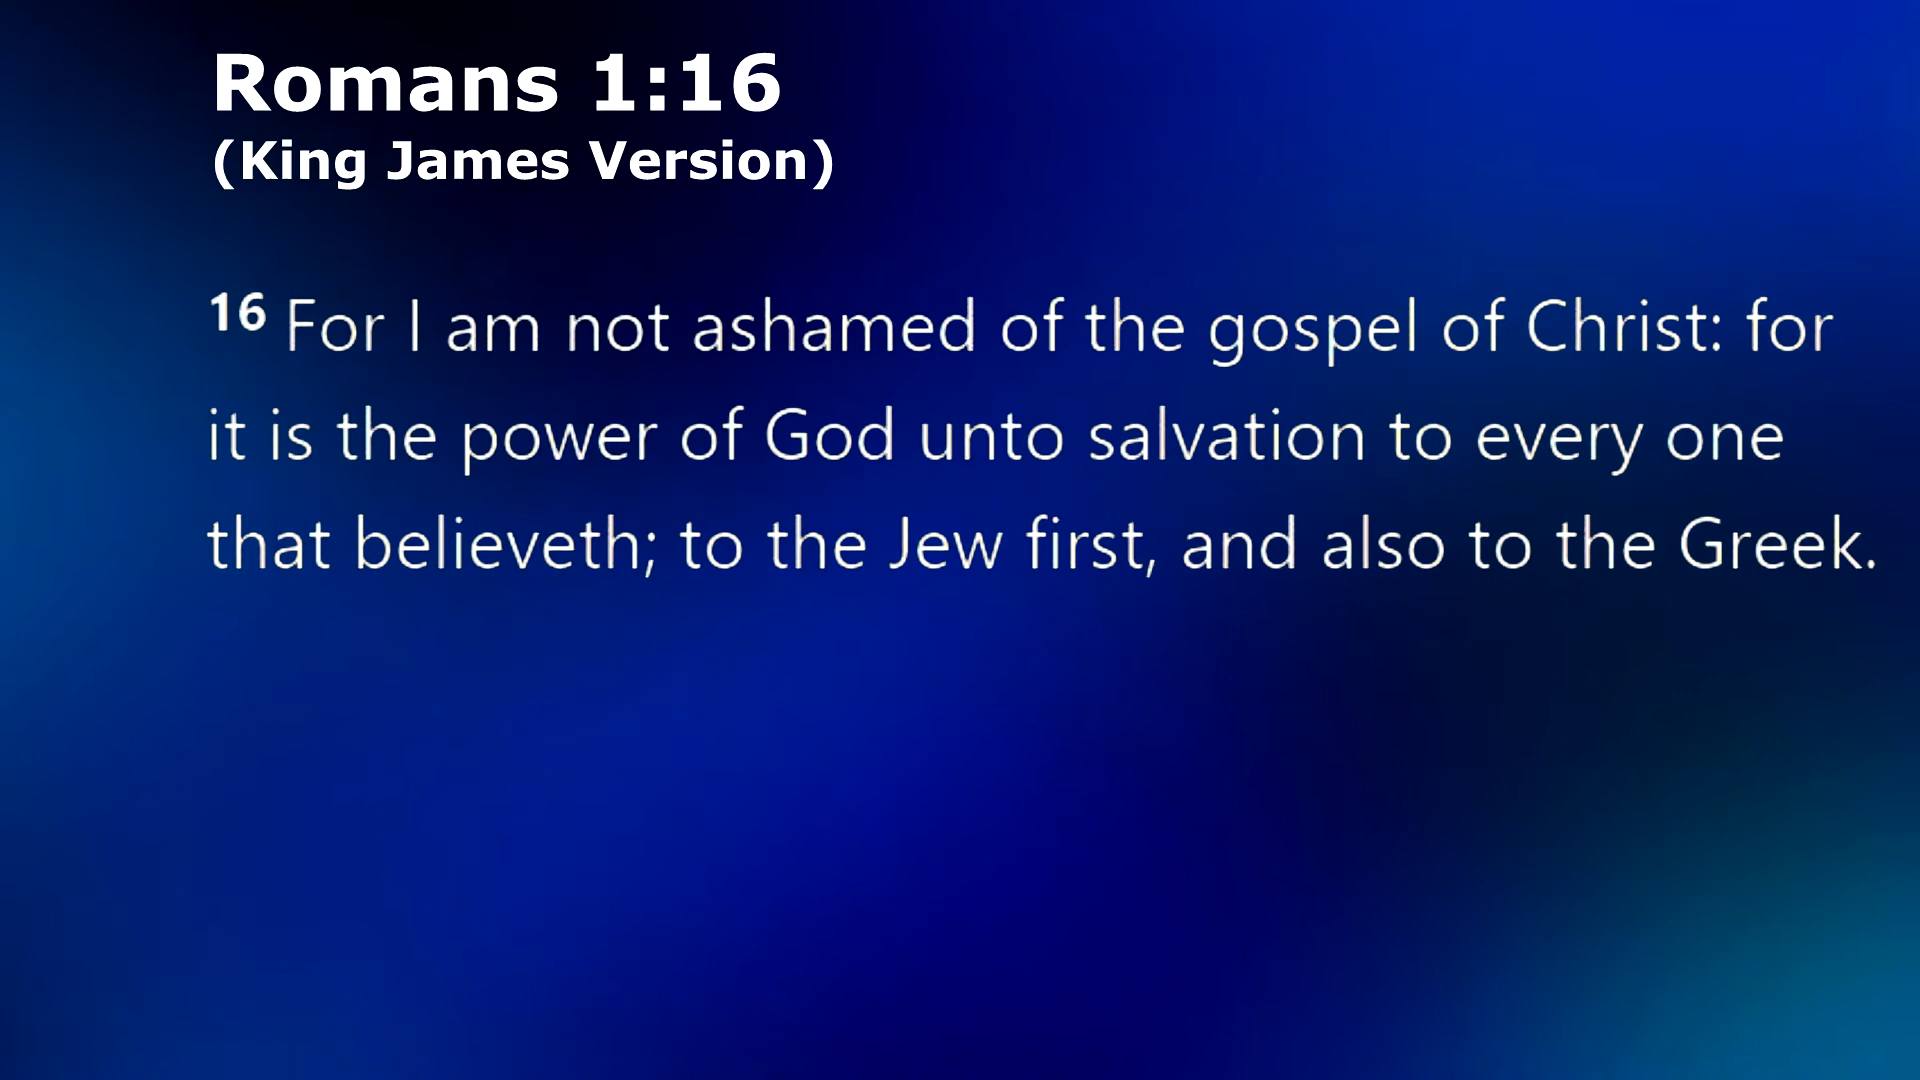 Romans 1:16
(King James Version)
16 For I am not ashamed of the gospel of Christ: for
it is the power of God unto salvation to every one
that believeth; to the Jew first, and also to the Greek.